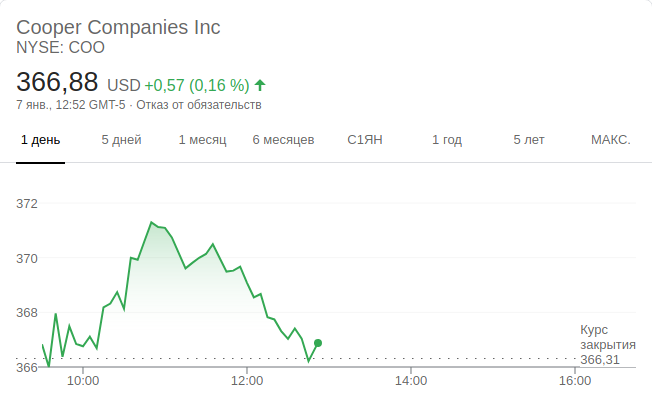 Cooper Companies Inc
NYSE: COO
366,88 USD +0,57 (0,16 %)
7 янв., 12:52 GMT-5 · Отказ от обязательств
1 день 5 дней 1 месяц 6 месяцев С1ЯН 1 год 5 лет МАКС.
372
370
368
Курс
закрытия
366,31
366
10:00 12:00 14:00 16:00